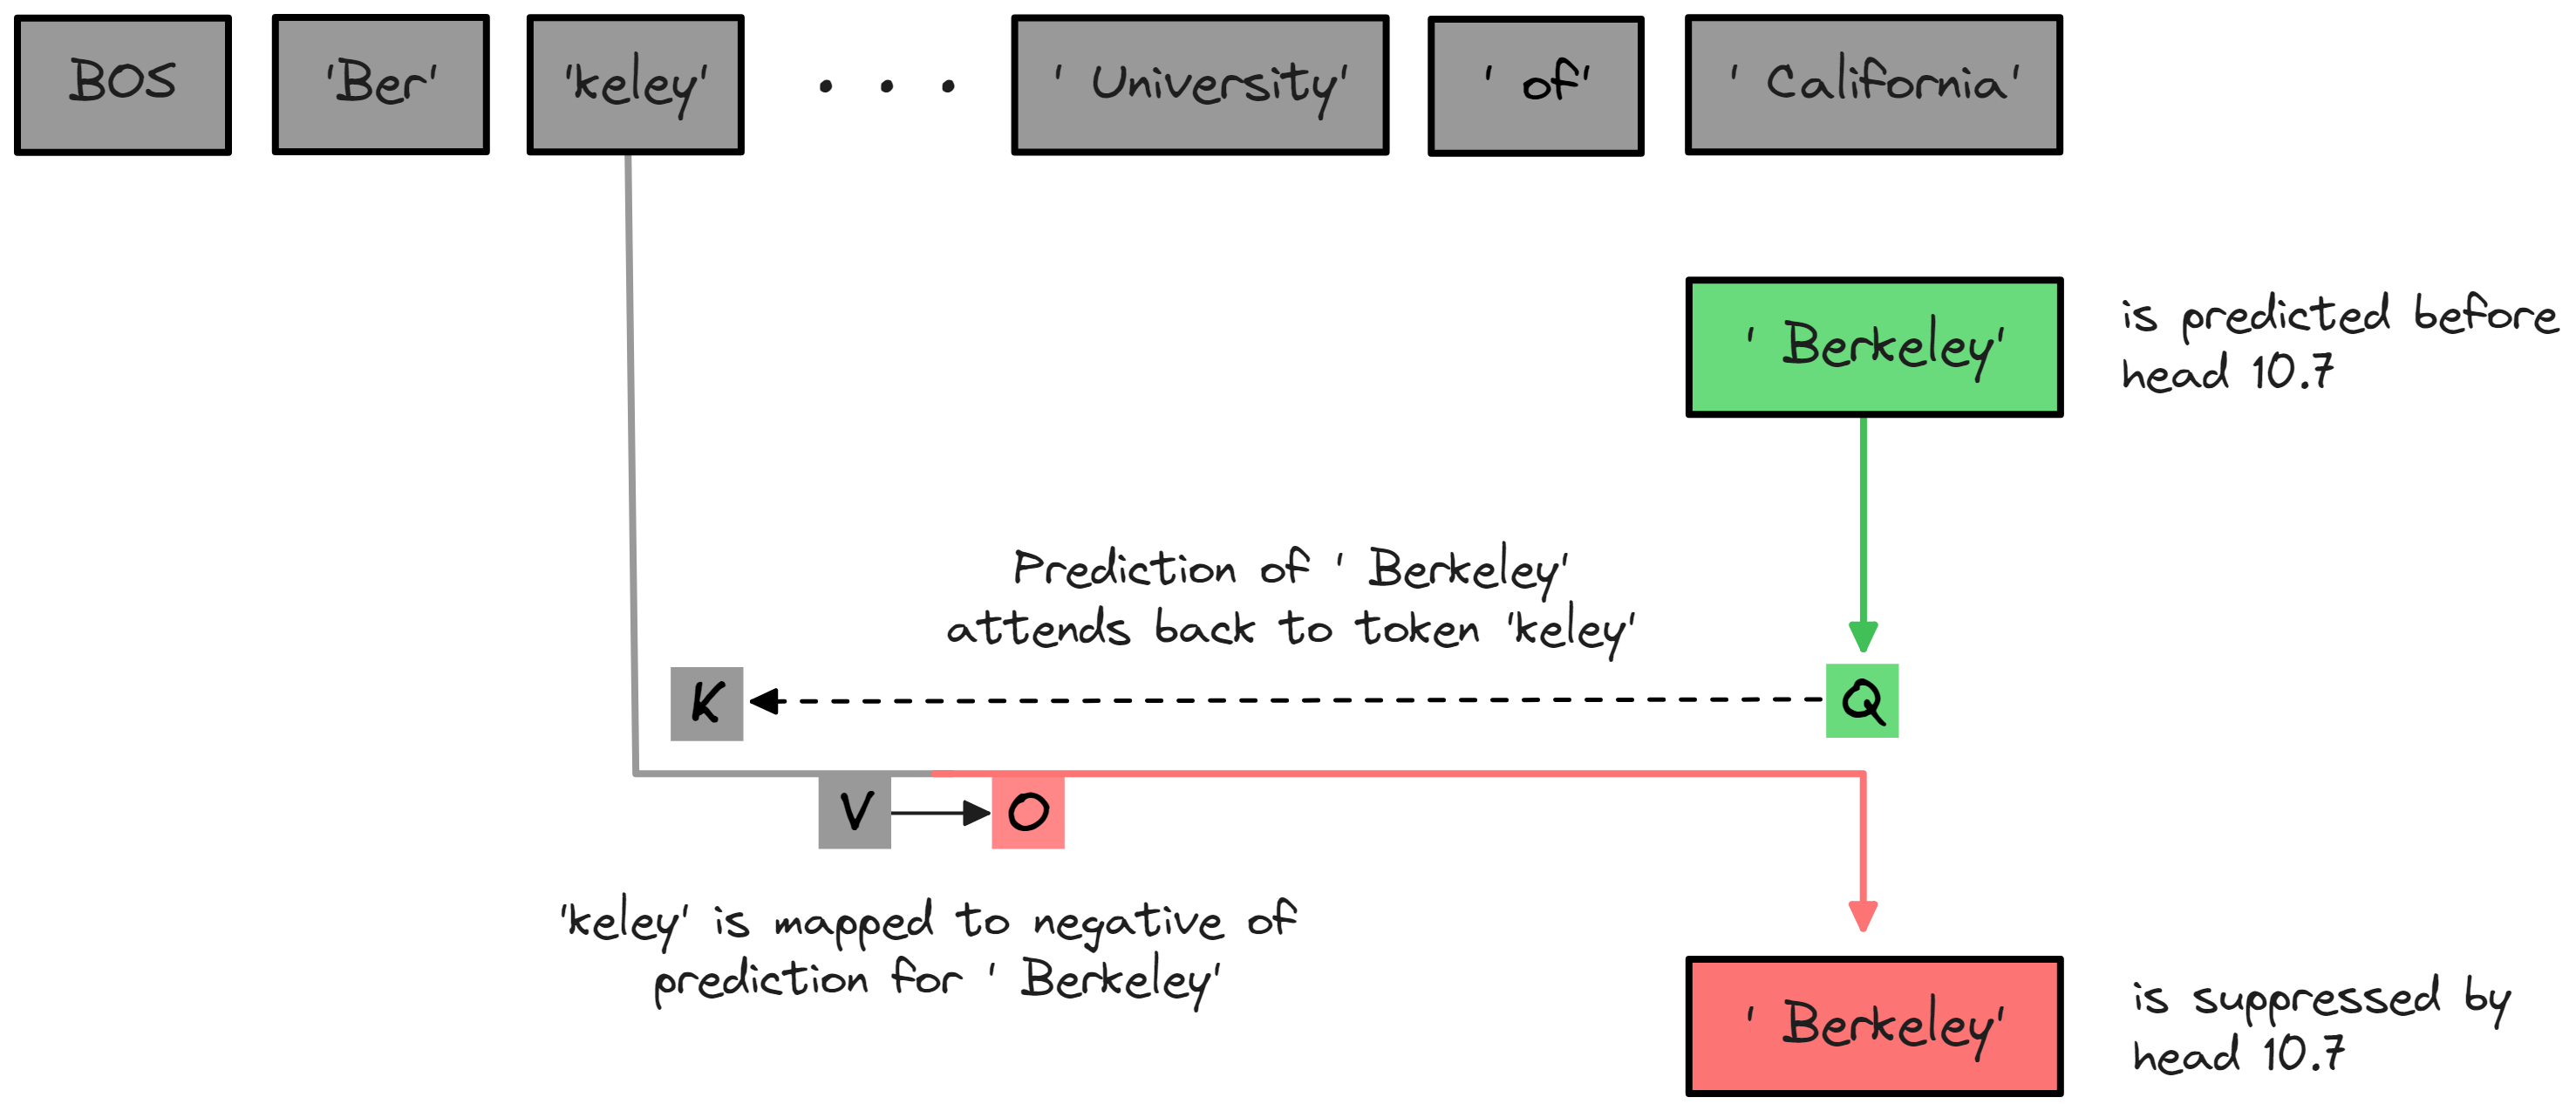 BOS 'Ber' 'keley' . . . ' University' ' of' ' California'
' Berkeley'
is predicted before
head 10.7
Prediction of ' Berkeley'
attends back to token 'keley'
K Q
V O
'keley' is mapped to negative of
prediction for ' Berkeley'
' Berkeley'
is suppressed by
head 10.7